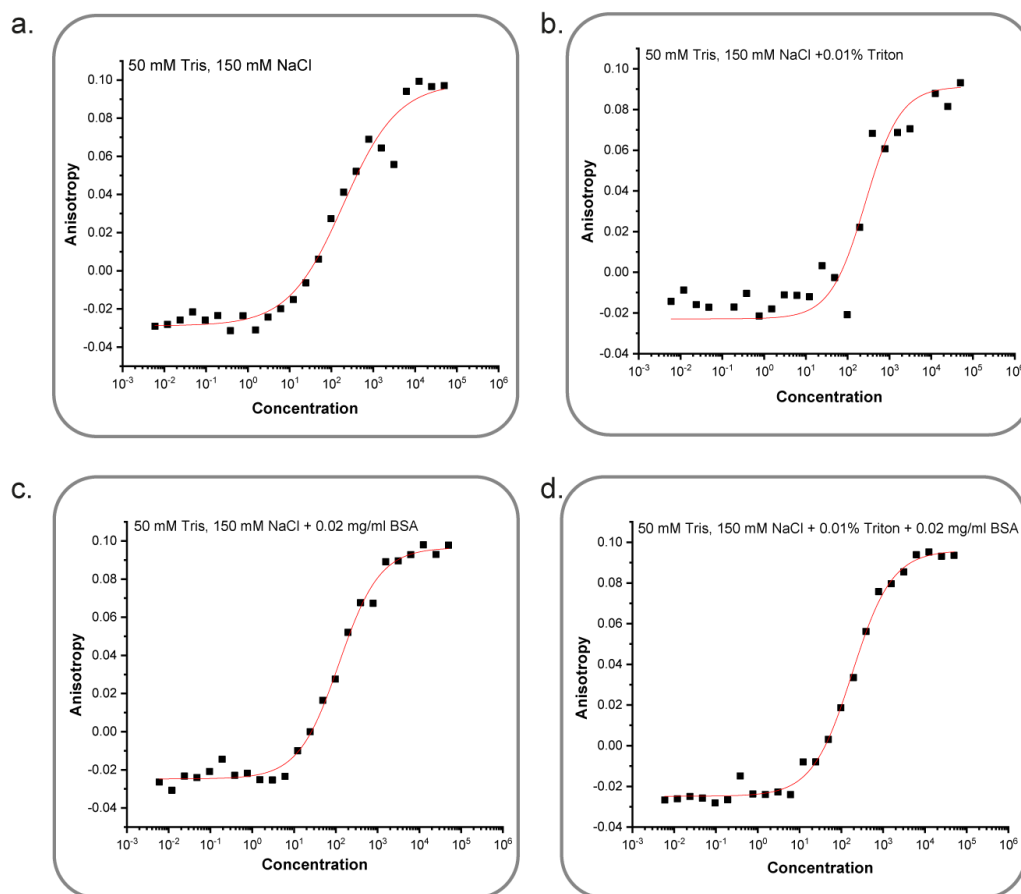 a.
50 mM Tris, 150 mM NaCl
0.10
0.08
0.06
0.04
0.02
0.00
-0.02
-0.04
Anisotropy
10-3 10-2 10-1 100 101 102 103 104 105 106
Concentration
b.
50 mM Tris, 150 mM NaCl +0.01% Triton
0.10
0.08
0.06
0.04
0.02
0.00
-0.02
-0.04
Anisotropy
10-3 10-2 10-1 100 101 102 103 104 105 106
Concentration
c.
50 mM Tris, 150 mM NaCl + 0.02 mg/ml BSA
0.10
0.08
0.06
0.04
0.02
0.00
-0.02
-0.04
Anisotropy
10-3 10-2 10-1 100 101 102 103 104 105 106
Concentration
d.
50 mM Tris, 150 mM NaCl + 0.01% Triton + 0.02 mg/ml BSA
0.10
0.08
0.06
0.04
0.02
0.00
-0.02
-0.04
Anisotropy
10-3 10-2 10-1 100 101 102 103 104 105 106
Concentration